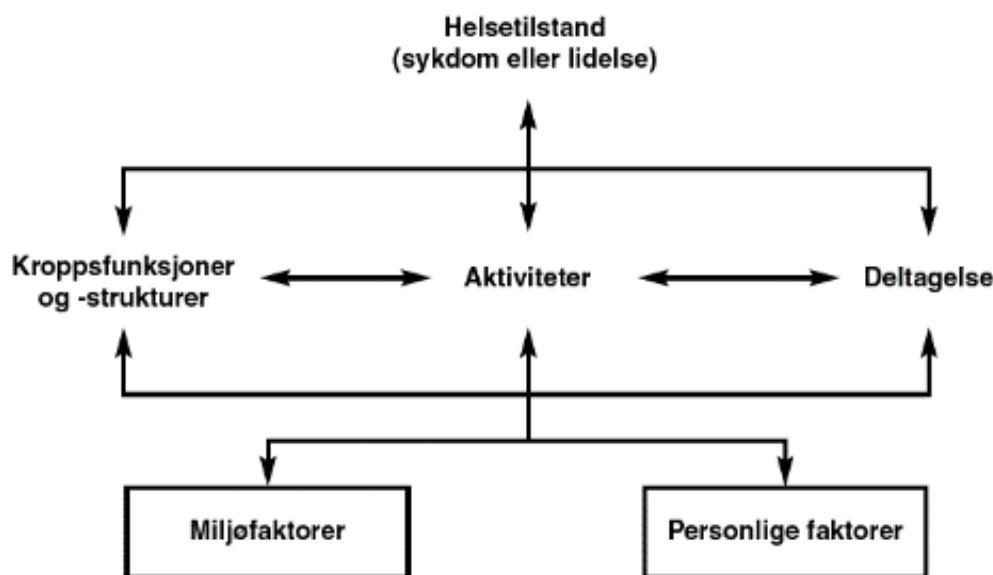 Helsetilstand
(sykdom eller lidelse)
Kroppsfunksjoner
og -strukturer
Aktiviteter
Deltagelse
Miljøfaktorer
Personlige faktorer